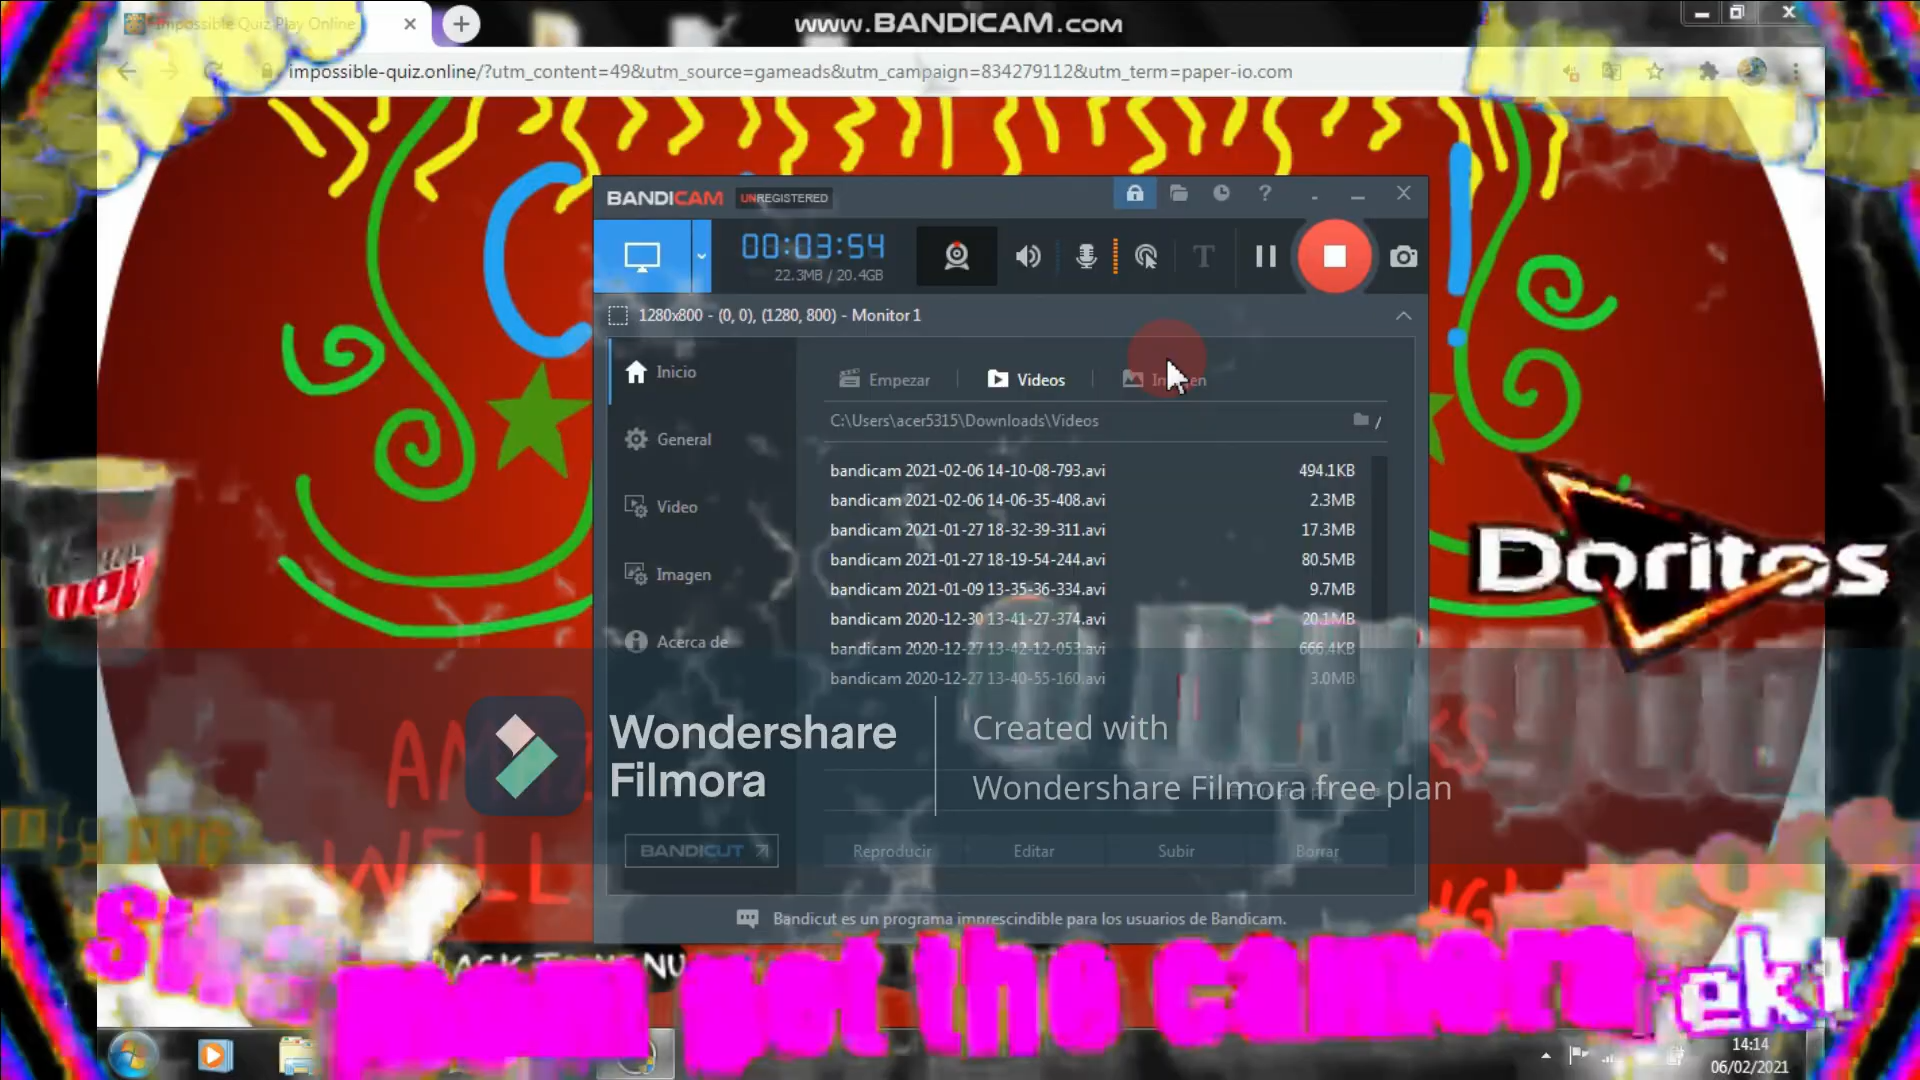 Impossible Quiz Play Online
www.BANDICAM.com
impossible-quiz.online/?utm_content=49&utm_source=gameads&utm_campaign=834279112&utm_term=paper-io.com
BANDICAM UNREGISTERED
00:03:54
22.3MB / 20.4GB
1280x800 - (0, 0), (1280, 800) - Monitor 1
Inicio
General
Video
Imagen
Acerca de
Empezar
Videos
Imagen
C:\Users\acer5315\Downloads\Videos
bandicam 2021-02-06 14-10-08-793.avi 494.1KB
bandicam 2021-02-06 14-06-35-408.avi 2.3MB
bandicam 2021-01-27 18-32-39-311.avi 17.3MB
bandicam 2021-01-27 18-19-54-244.avi 80.5MB
bandicam 2021-01-09 13-35-36-334.avi 9.7MB
bandicam 2020-12-30 13-41-27-374.avi 20.1MB
bandicam 2020-12-27 13-42-12-053.avi 666.4KB
bandicam 2020-12-27 13-40-55-160.avi 3.0MB
Doritos
Wondershare
Filmora
Created with
Wondershare Filmora free plan
WELL
BANDICUT
Reproducir
Editar
Subir
Borrar
Bandicut es un programa imprescindible para los usuarios de Bandicam.
mom got the camera
14:14
06/02/2021